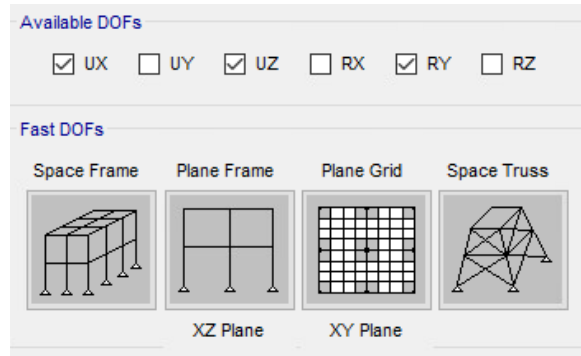 Available DOFs
UX UY UZ RX RY RZ
Fast DOFs
Space Frame Plane Frame Plane Grid Space Truss
XZ Plane XY Plane